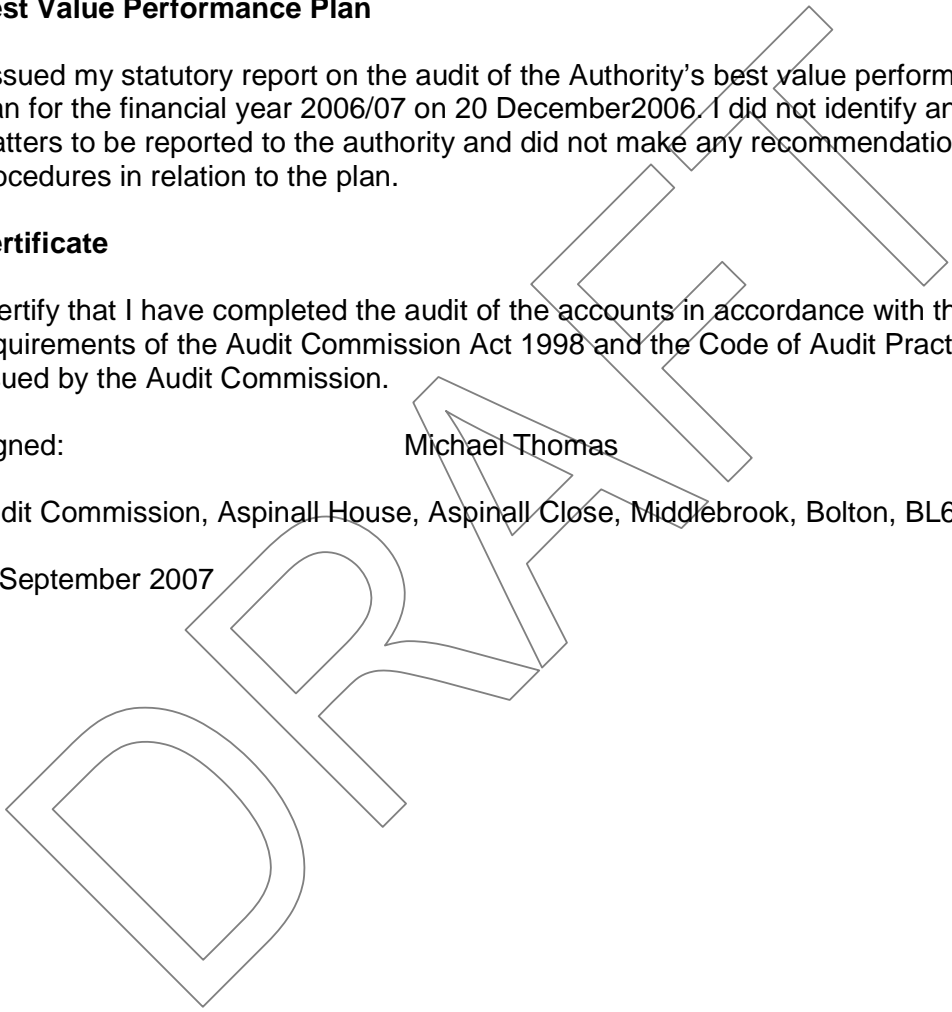 est Value Performance Plan
ssued my statutory report on the audit of the Authority's best value perform
an for the financial year 2006/07 on 20 December2006. I did not identify an
atters to be reported to the authority and did not make any recommendatio
ocedures in relation to the plan.
ertificate
ertify that I have completed the audit of the accounts in accordance with th
quirements of the Audit Commission Act 1998 and the Code of Audit Pract
sued by the Audit Commission.
gned: Michael Thomas
dit Commission, Aspinall House, Aspinall Close, Middlebrook, Bolton, BL6
September 2007
DRAFT